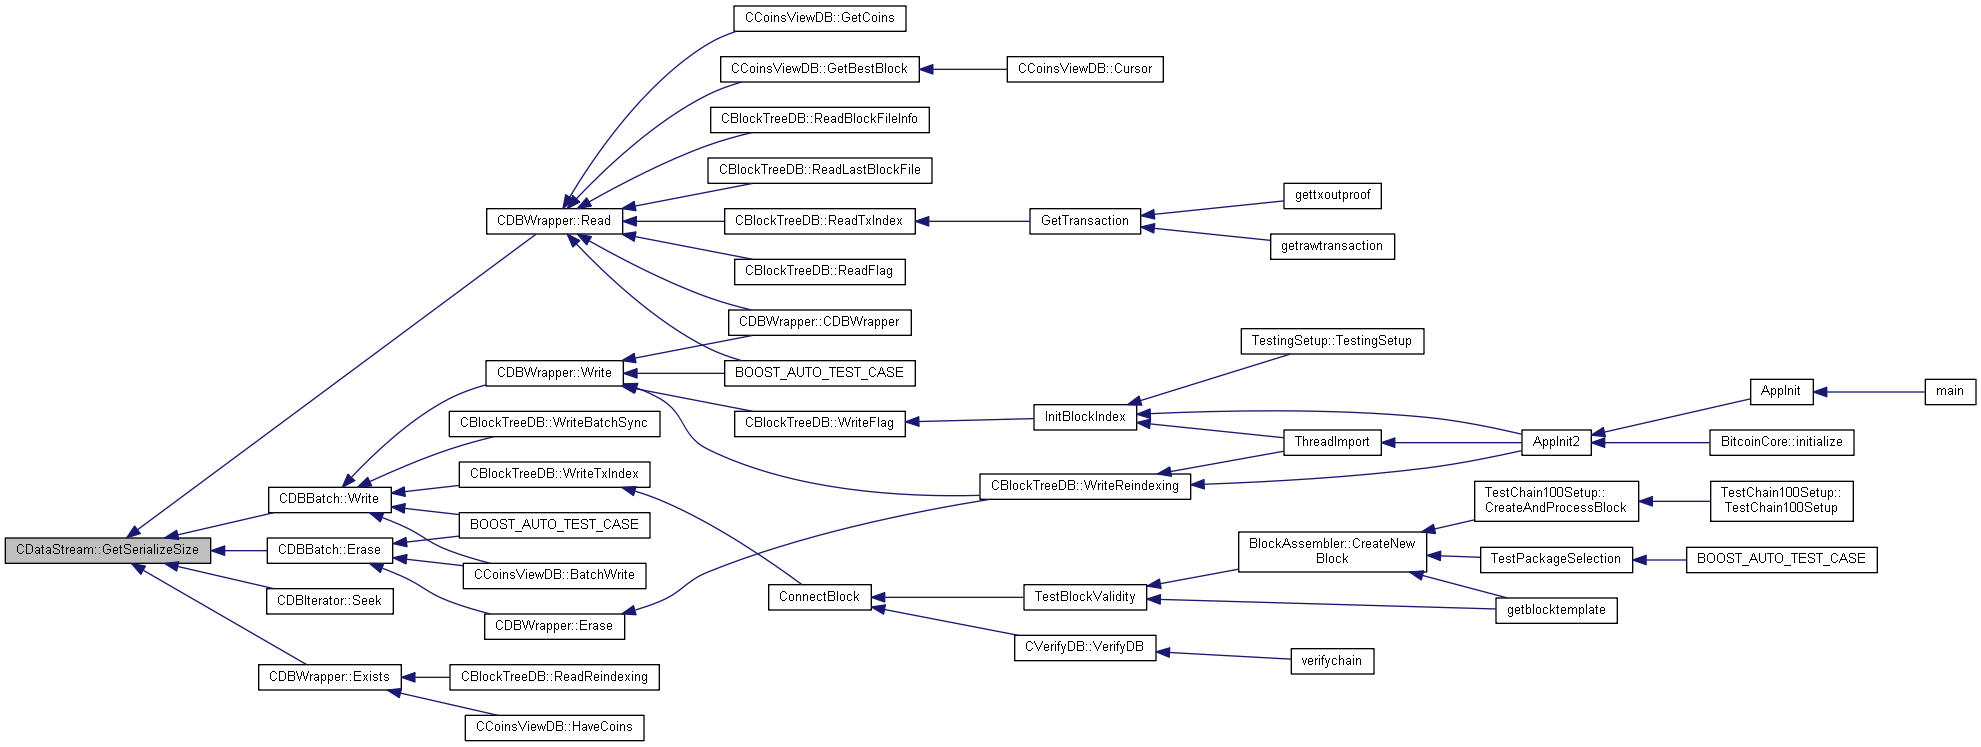 CCoinsViewDB::GetCoins
CCoinsViewDB::GetBestBlock
CCoinsViewDB::Cursor
CBlockTreeDB::ReadBlockFileInfo
CBlockTreeDB::ReadLastBlockFile
gettxoutproof
CDBWrapper::Read
CBlockTreeDB::ReadTxIndex
GetTransaction
getrawtransaction
CBlockTreeDB::ReadFlag
CDBWrapper::CDBWrapper
TestingSetup::TestingSetup
CDBWrapper::Write
BOOST_AUTO_TEST_CASE
AppInit
main
CBlockTreeDB::WriteBatchSync
CBlockTreeDB::WriteFlag
InitBlockIndex
ThreadImport
AppInit2
BitcoinCore::initialize
CBlockTreeDB::WriteTxIndex
CBlockTreeDB::WriteReindexing
CDBBatch::Write
TestChain100Setup::
CreateAndProcessBlock
TestChain100Setup::
TestChain100Setup
BOOST_AUTO_TEST_CASE
CDataStream::GetSerializeSize
CDBBatch::Erase
BlockAssembler::CreateNew
Block
TestPackageSelection
BOOST_AUTO_TEST_CASE
CCoinsViewDB::BatchWrite
CDBIterator::Seek
ConnectBlock
TestBlockValidity
getblocktemplate
CDBWrapper::Erase
CVerifyDB::VerifyDB
verifychain
CDBWrapper::Exists
CBlockTreeDB::ReadReindexing
CCoinsViewDB::HaveCoins